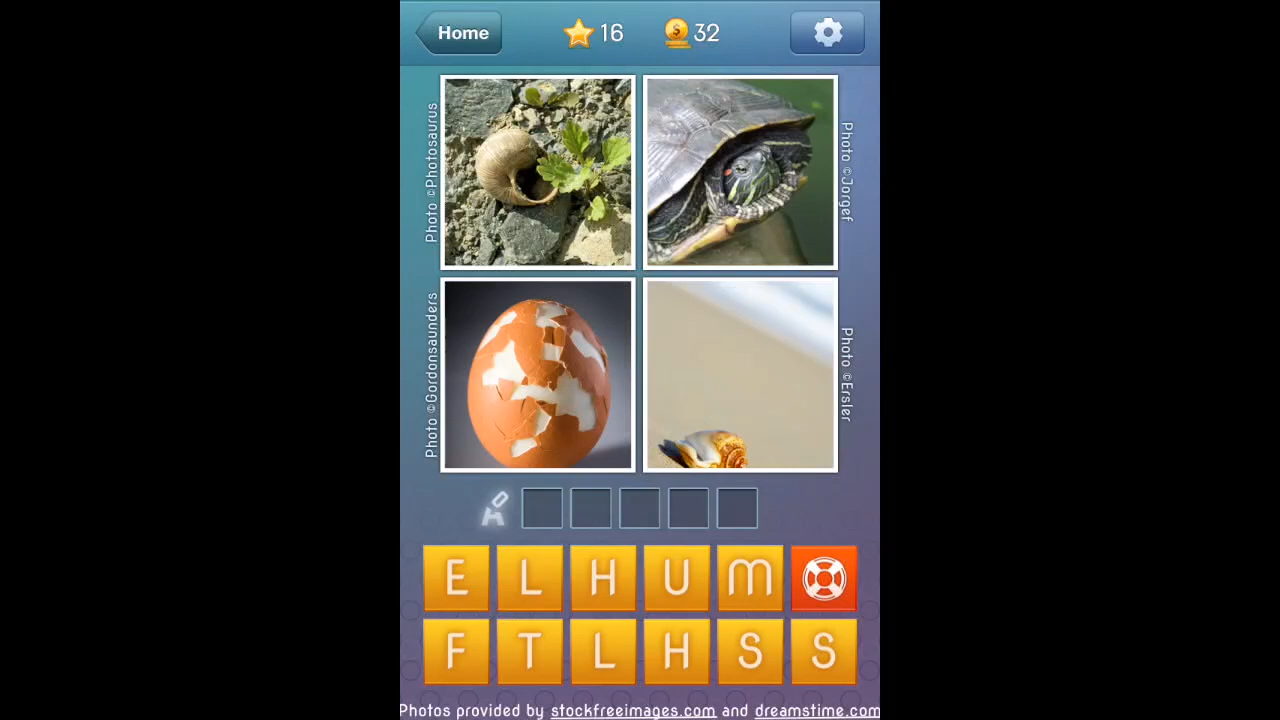 Home
16
32
Photo ©Photosaurus
Photo ©Jorgef
Photo ©Gordonsaunders
Photo ©Ersler
E L H U M
F T L H S S
Photos provided by stockfreeimages.com and dreamstime.com